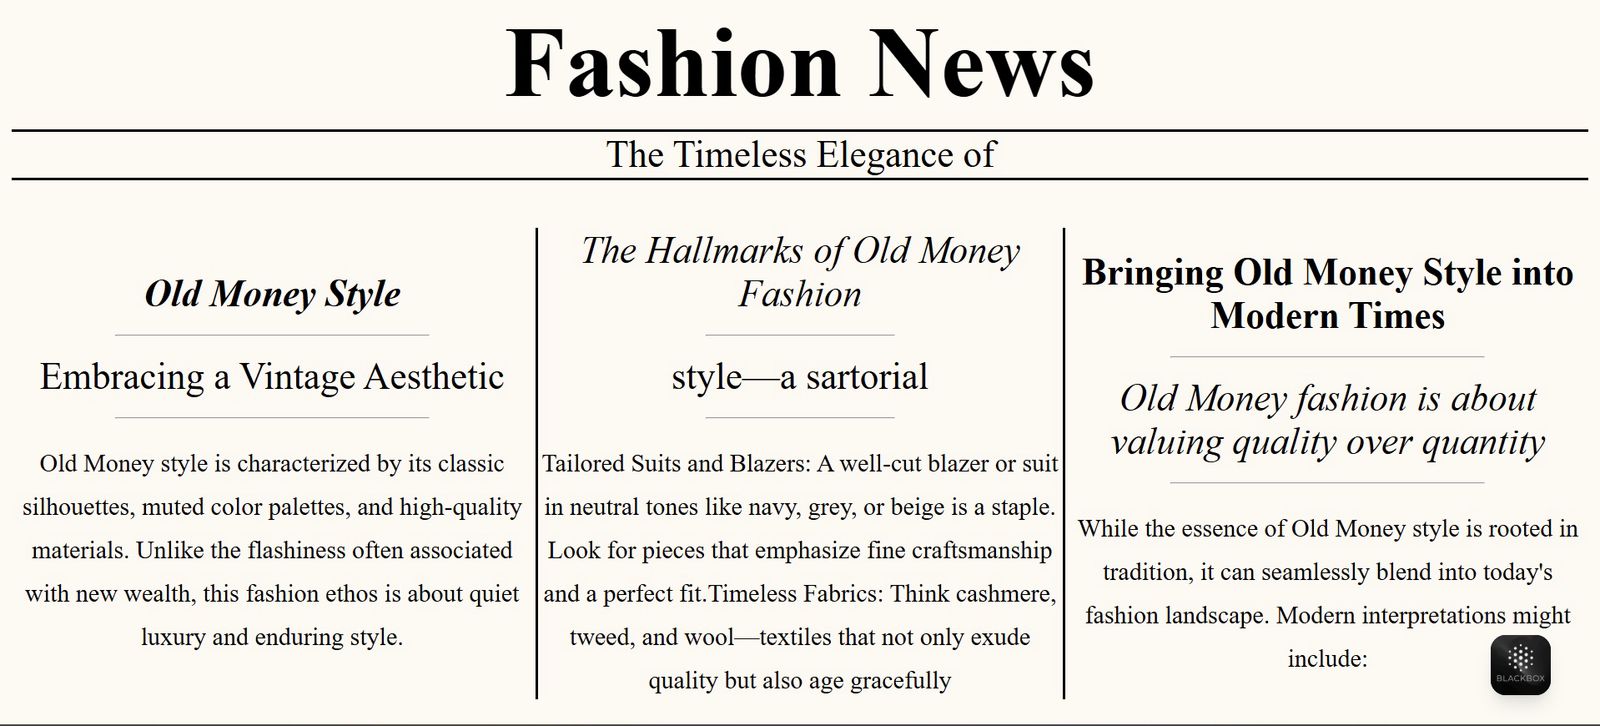 Fashion News
The Timeless Elegance of
Old Money Style
Embracing a Vintage Aesthetic
Old Money style is characterized by its classic
silhouettes, muted color palettes, and high-quality
materials. Unlike the flashiness often associated
with new wealth, this fashion ethos is about quiet
luxury and enduring style.
The Hallmarks of Old Money
Fashion
style—a sartorial
Tailored Suits and Blazers: A well-cut blazer or suit
in neutral tones like navy, grey, or beige is a staple.
Look for pieces that emphasize fine craftsmanship
and a perfect fit.Timeless Fabrics: Think cashmere,
tweed, and wool—textiles that not only exude
quality but also age gracefully
Bringing Old Money Style into
Modern Times
Old Money fashion is about
valuing quality over quantity
While the essence of Old Money style is rooted in
tradition, it can seamlessly blend into today's
fashion landscape. Modern interpretations might
include:
BLACKBOX